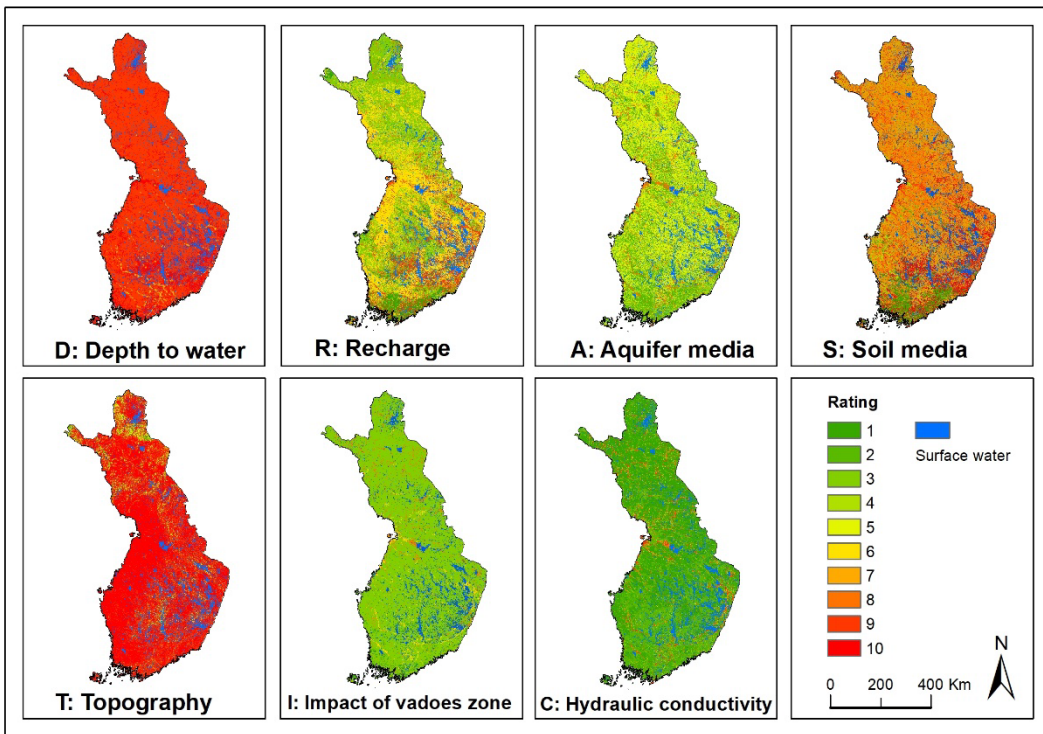 D: Depth to water
R: Recharge
A: Aquifer media
S: Soil media
T: Topography
I: Impact of vadoes zone
C: Hydraulic conductivity
Rating
1
2
3
4
5
6
7
8
9
10
Surface water
N
0 200 400 Km